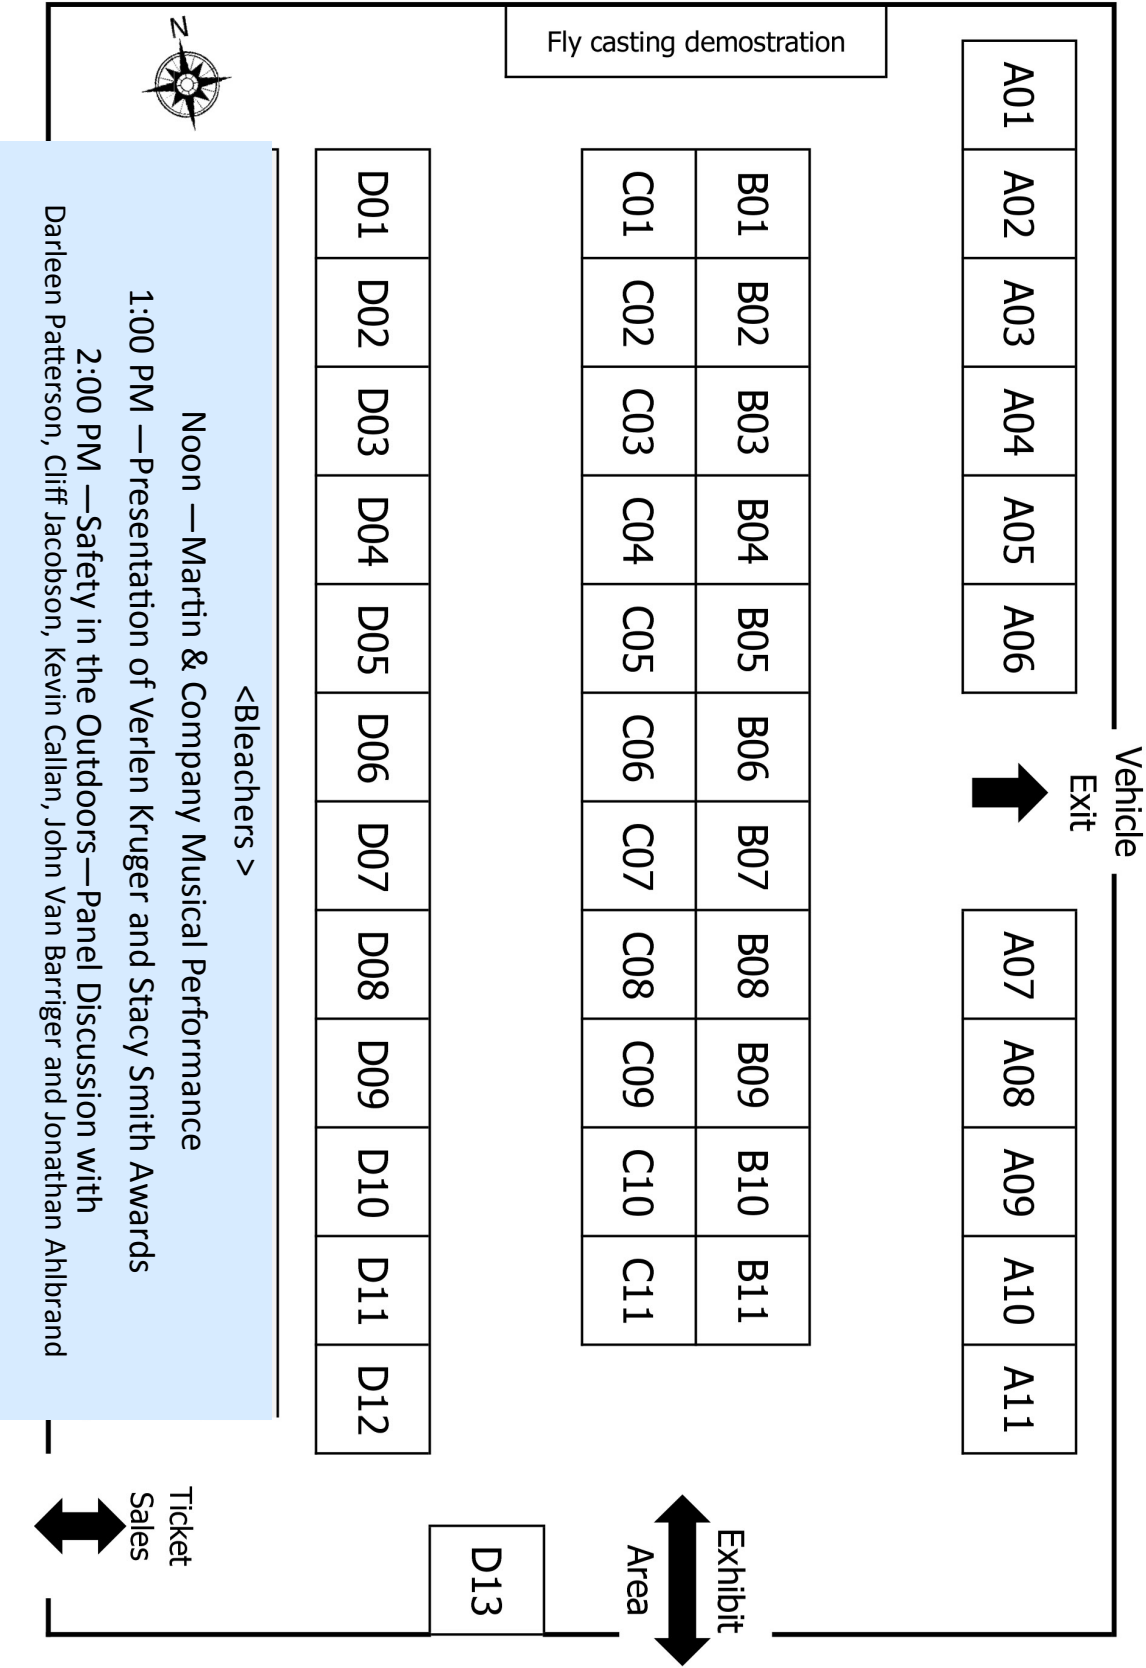 Fly casting demostration
N
A01
A02
A03
A04
A05
A06
Vehicle
Exit
A07
A08
A09
A10
A11
B01
B02
B03
B04
B05
B06
B07
B08
B09
B10
B11
C01
C02
C03
C04
C05
C06
C07
C08
C09
C10
C11
D01
D02
D03
D04
D05
D06
D07
D08
D09
D10
D11
D12
D13
Exhibit
Area
Ticket
Sales
<Bleachers >
Noon —Martin & Company Musical Performance
1:00 PM —Presentation of Verlen Kruger and Stacy Smith Awards
2:00 PM —Safety in the Outdoors—Panel Discussion with
Darleen Patterson, Cliff Jacobson, Kevin Callan, John Van Barriger and Jonathan Ahlbrand